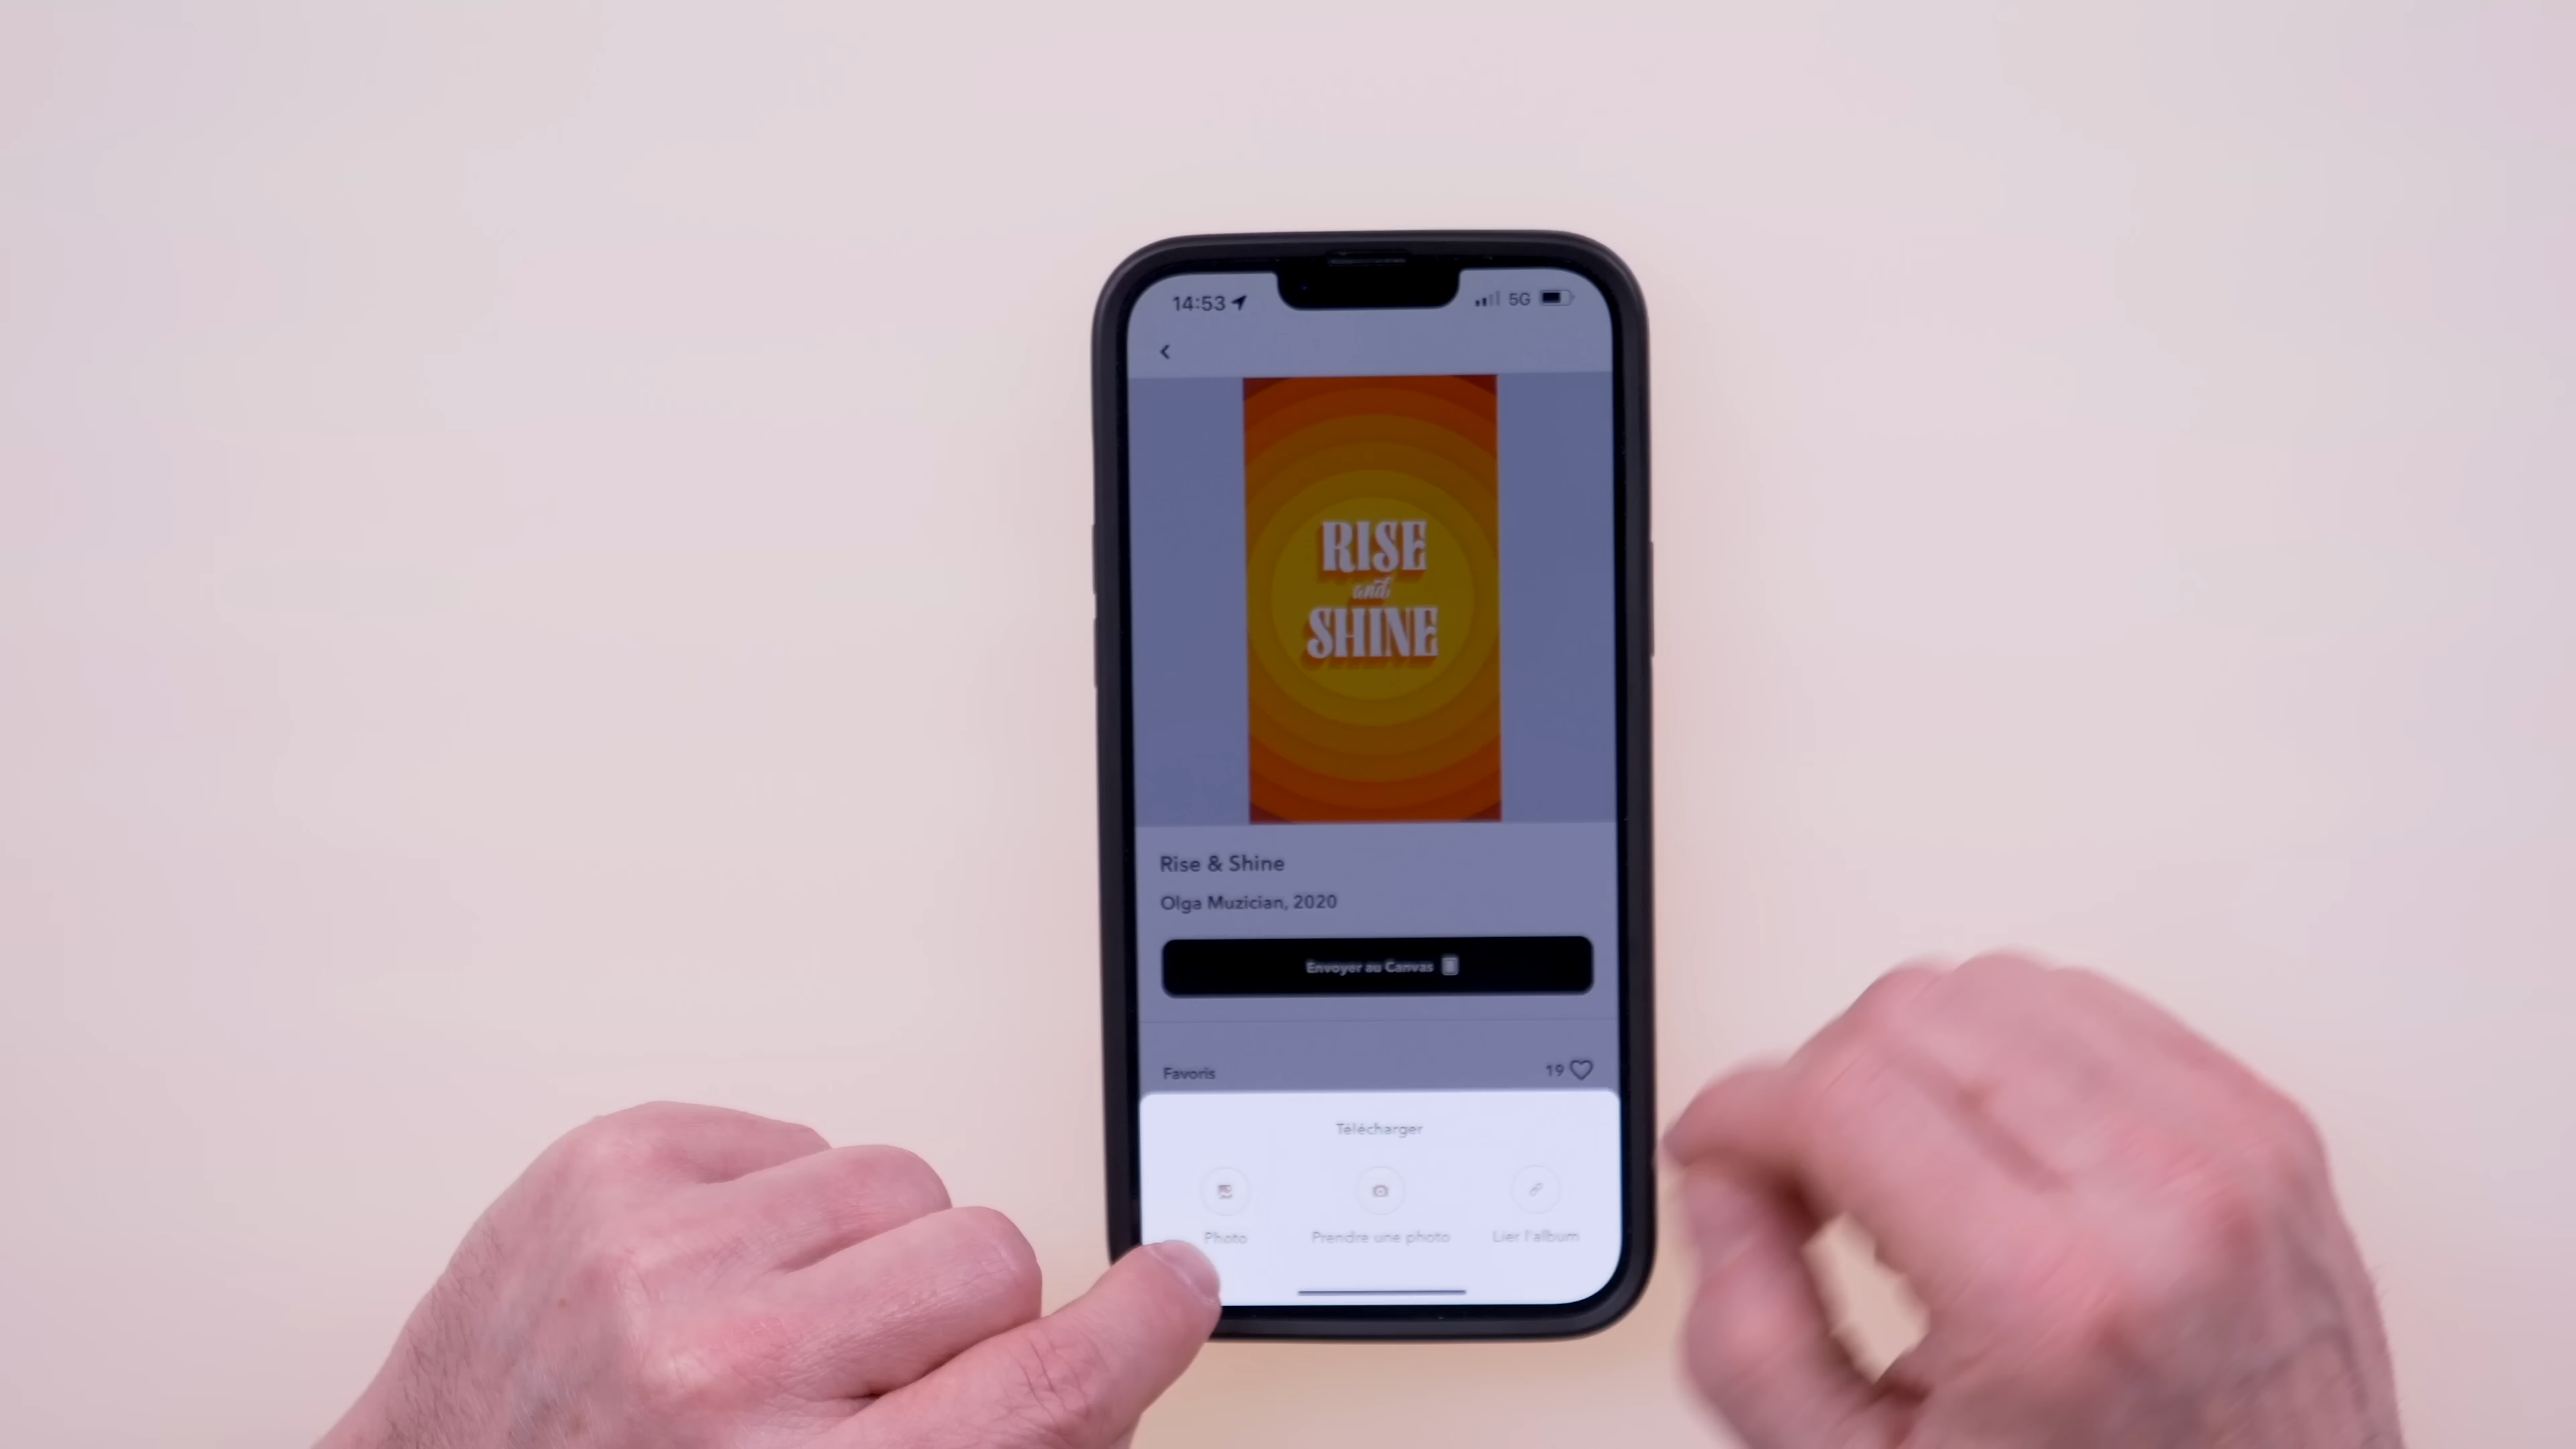 14:53
5G
RISE
and
SHINE
Rise & Shine
Olga Muzician, 2020
Envoyer au Canvas
Favoris
19
Télécharger
Photo
Prendre une photo
Lier l'album